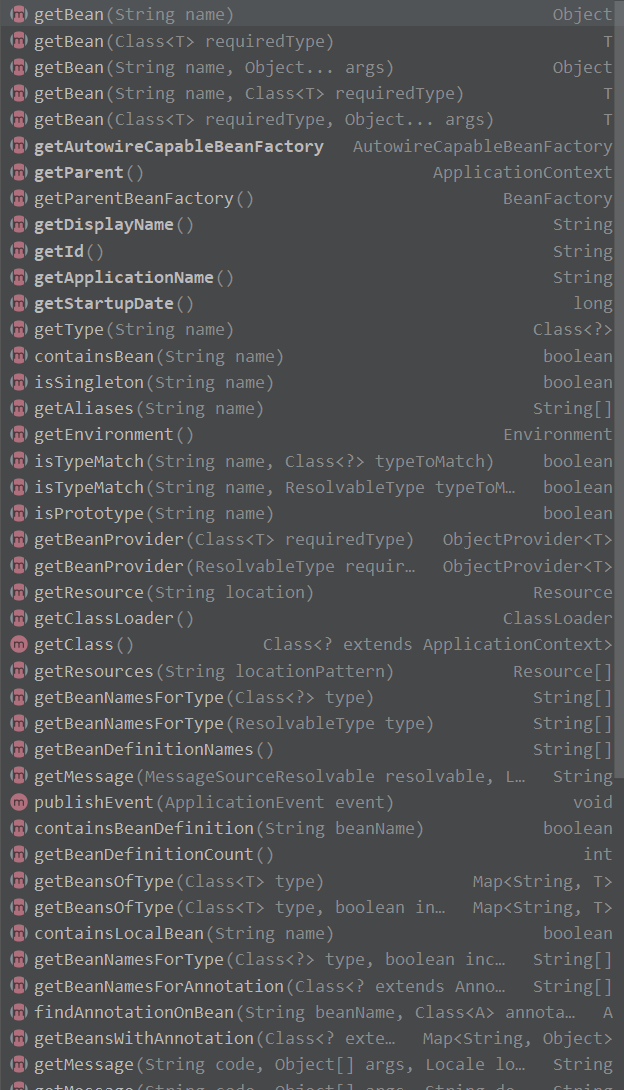 m getBean(String name) Object
m getBean(Class<T> requiredType) T
m getBean(String name, Object... args) Object
m getBean(String name, Class<T> requiredType) T
m getBean(Class<T> requiredType, Object... args) T
m getAutowireCapableBeanFactory AutowireCapableBeanFactory
m getParent() ApplicationContext
m getParentBeanFactory() BeanFactory
m getDisplayName() String
m getId() String
m getApplicationName() String
m getStartupDate() long
m getType(String name) Class<?>
m containsBean(String name) boolean
m isSingleton(String name) boolean
m getAliases(String name) String[]
m getEnvironment() Environment
m isTypeMatch(String name, Class<?> typeToMatch) boolean
m isTypeMatch(String name, ResolvableType typeToM… boolean
m isPrototype(String name) boolean
m getBeanProvider(Class<T> requiredType) ObjectProvider<T>
m getBeanProvider(ResolvableType requir… ObjectProvider<T>
m getResource(String location) Resource
m getClassLoader() ClassLoader
m getClass() Class<? extends ApplicationContext>
m getResources(String locationPattern) Resource[]
m getBeanNamesForType(Class<?> type) String[]
m getBeanNamesForType(ResolvableType type) String[]
m getBeanDefinitionNames() String[]
m getMessage(MessageSourceResolvable resolvable, L… String
m publishEvent(ApplicationEvent event) void
m containsBeanDefinition(String beanName) boolean
m getBeanDefinitionCount() int
m getBeansOfType(Class<T> type) Map<String, T>
m getBeansOfType(Class<T> type, boolean in… Map<String, T>
m containsLocalBean(String name) boolean
m getBeanNamesForType(Class<?> type, boolean inc… String[]
m getBeanNamesForAnnotation(Class<? extends Anno… String[]
m findAnnotationOnBean(String beanName, Class<A> annota… A
m getBeansWithAnnotation(Class<? exte… Map<String, Object>
m getMessage(String code, Object[] args, Locale lo… String
m getMessage(String code, Object[] args, String de… String